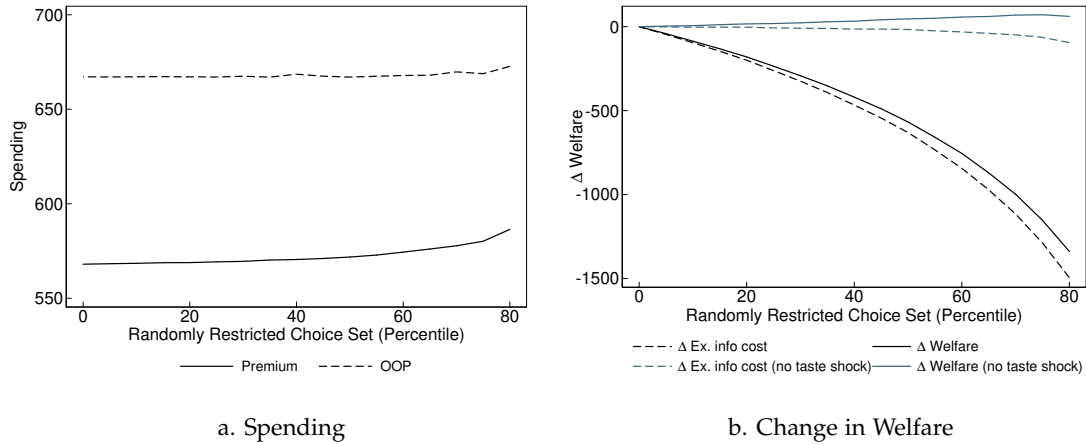 700
650
600
550
Spending
0 20 40 60 80
Randomly Restricted Choice Set (Percentile)
Premium OOP
a. Spending
0
-500
-1000
-1500
Δ Welfare
0 20 40 60 80
Randomly Restricted Choice Set (Percentile)
Δ Ex. info cost Δ Welfare
Δ Ex. info cost (no taste shock) Δ Welfare (no taste shock)
b. Change in Welfare